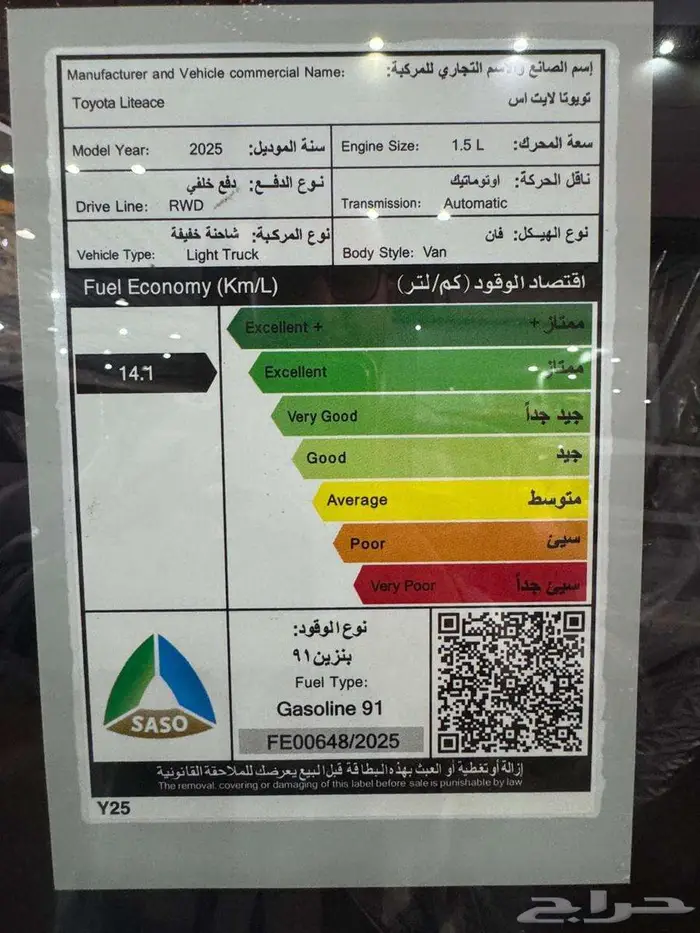 Manufacturer and Vehicle commercial Name: إسم الصانع والاسم التجاري للمركبة:
Toyota Liteace تويوتا لايت اس
Model Year: 2025 سنة الموديل:
Engine Size: 1.5 L سعة المحرك:
نوع الدفع: دفع خلفي
Drive Line: RWD
ناقل الحركة: اوتوماتيك
Transmission: Automatic
نوع المركبة: شاحنة خفيفة
Vehicle Type: Light Truck
نوع الهيكل: فان
Body Style: Van
Fuel Economy (Km/L) اقتصاد الوقود (كم/لتر)
Excellent + ممتاز +
14.1
Excellent ممتاز
Very Good جيد جداً
Good جيد
Average متوسط
Poor سيئ
Very Poor سيئ جداً
نوع الوقود:
بنزين ٩١
Fuel Type:
Gasoline 91
FE00648/2025
SASO
إزالة أو تغطية أو العبث بهذه البطاقة قبل البيع يعرضك للملاحقة القانونية
The removal, covering or damaging of this label before sale is punishable by law
Y25
حراج